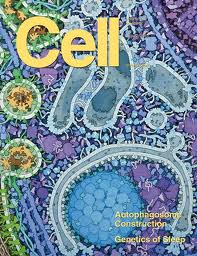 Cell
Autophagosome
Construction
Genetics of Sleep